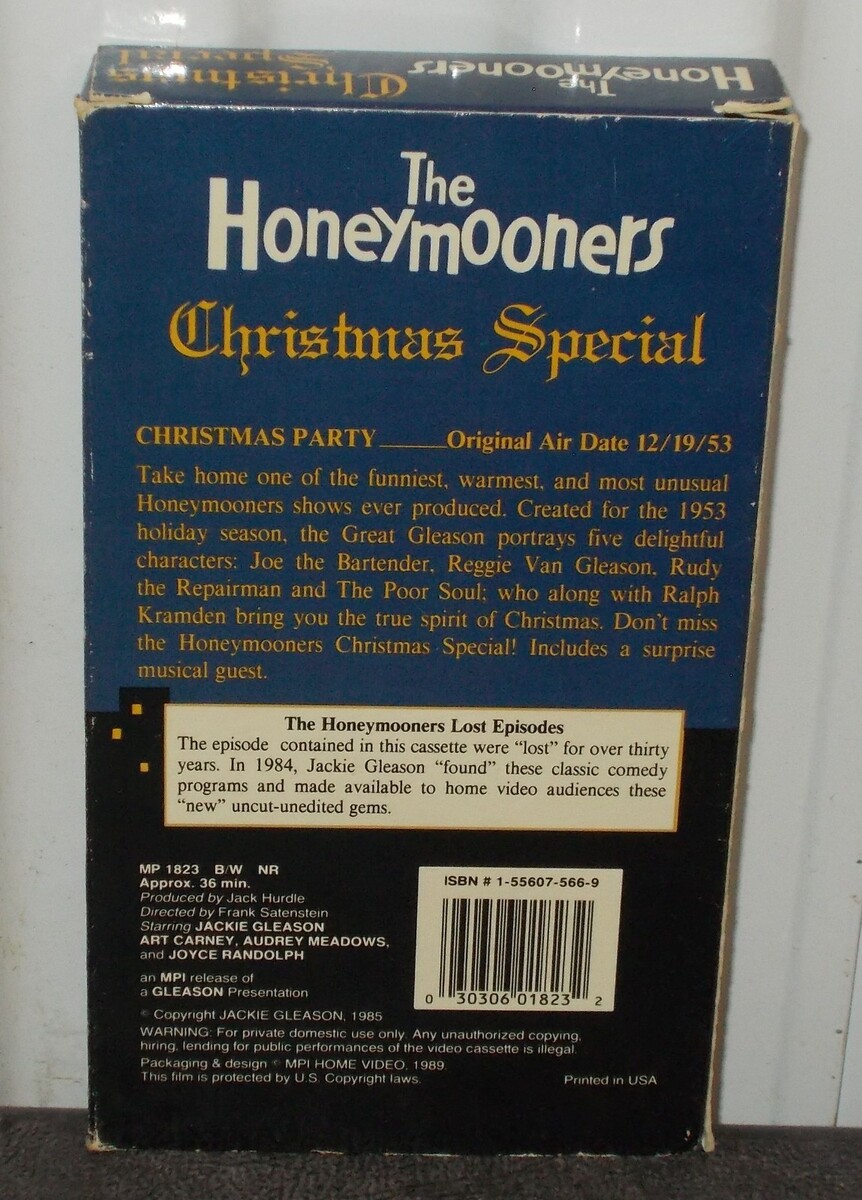 The Honeymooners
Christmas Special
The
Honeymooners
Christmas Special
CHRISTMAS PARTY_____Original Air Date 12/19/53
Take home one of the funniest, warmest, and most unusual
Honeymooners shows ever produced. Created for the 1953
holiday season, the Great Gleason portrays five delightful
characters: Joe the Bartender, Reggie Van Gleason, Rudy
the Repairman and The Poor Soul; who along with Ralph
Kramden bring you the true spirit of Christmas. Don't miss
the Honeymooners Christmas Special! Includes a surprise
musical guest.
The Honeymooners Lost Episodes
The episode contained in this cassette were “lost” for over thirty
years. In 1984, Jackie Gleason “found” these classic comedy
programs and made available to home video audiences these
“new” uncut-unedited gems.
MP 1823 B/W NR
Approx. 36 min.
Produced by Jack Hurdle
Directed by Frank Satenstein
Starring JACKIE GLEASON
ART CARNEY, AUDREY MEADOWS,
and JOYCE RANDOLPH
an MPI release of
a GLEASON Presentation
© Copyright JACKIE GLEASON, 1985
WARNING: For private domestic use only. Any unauthorized copying,
hiring, lending for public performances of the video cassette is illegal.
Packaging & design © MPI HOME VIDEO, 1989.
This film is protected by U.S. Copyright laws.
Printed in USA
ISBN # 1-55607-566-9
0 30306 01823 2